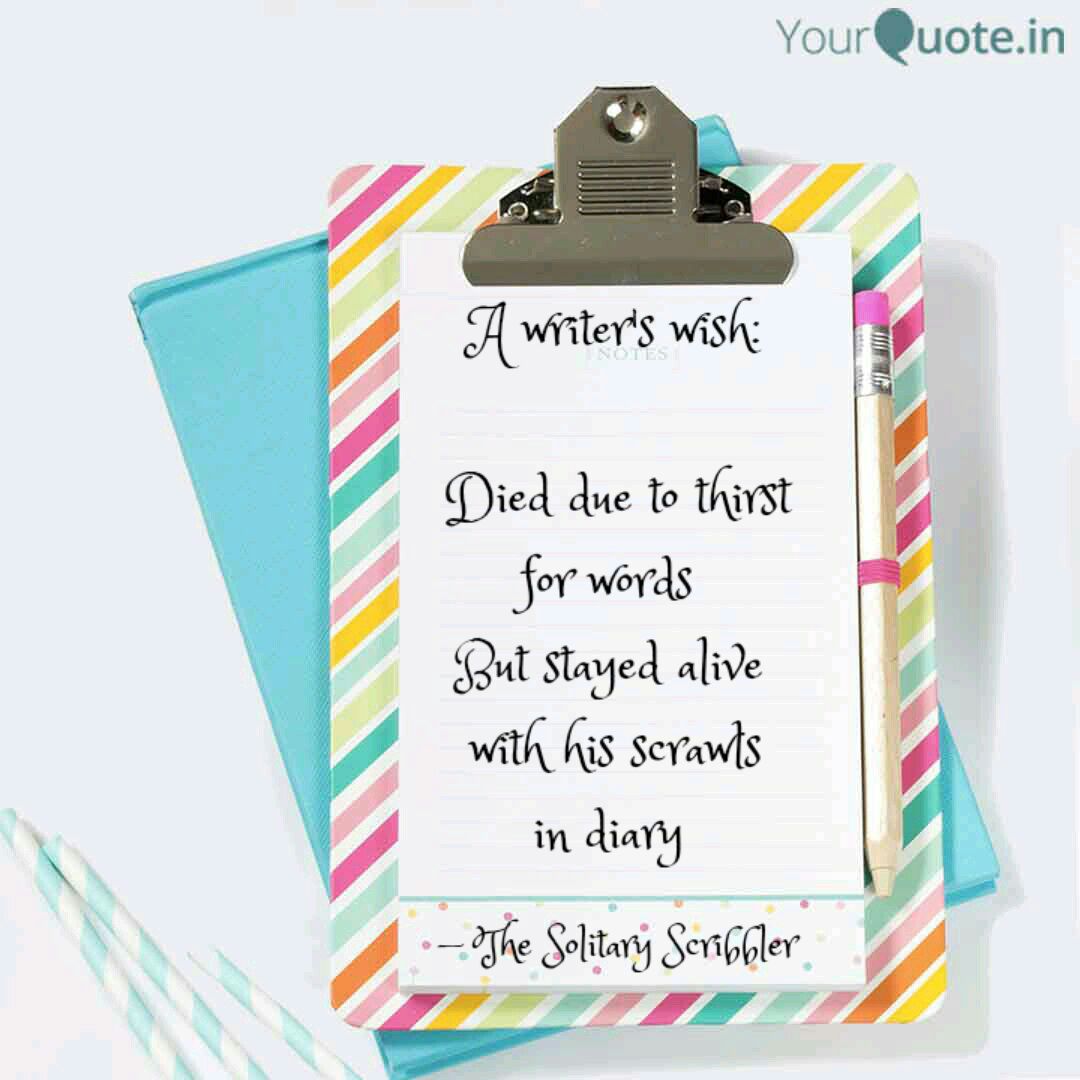 YourQuote.in
A writer's wish:
NOTES
Died due to thirst
for words
But stayed alive
with his scrawls
in diary
—The Solitary Scribbler